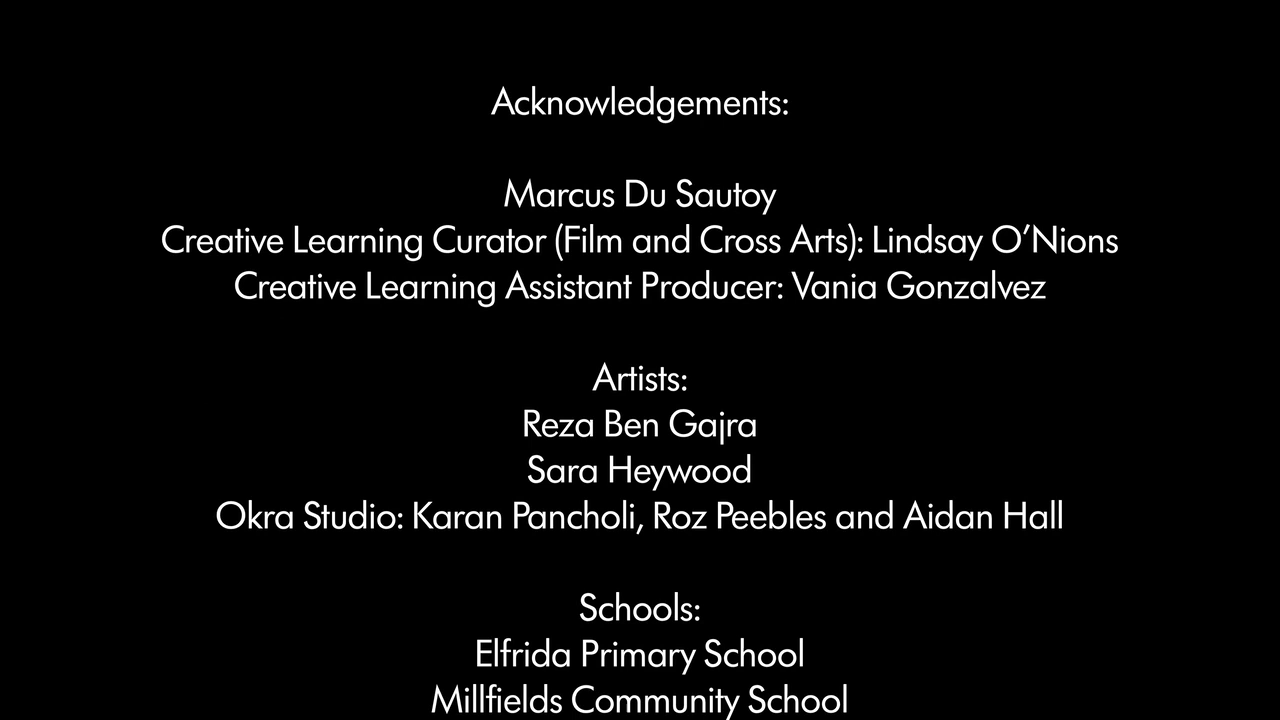 Acknowledgements:
Marcus Du Sautoy
Creative Learning Curator (Film and Cross Arts): Lindsay O’Nions
Creative Learning Assistant Producer: Vania Gonzalvez
Artists:
Reza Ben Gajra
Sara Heywood
Okra Studio: Karan Pancholi, Roz Peebles and Aidan Hall
Schools:
Elfrida Primary School
Millfields Community School